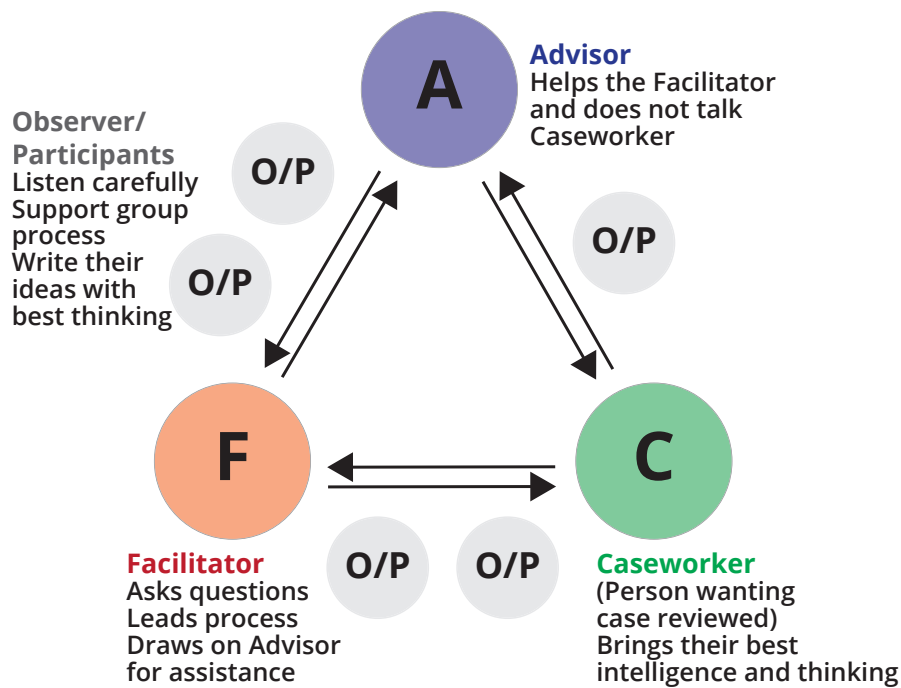 A
Advisor
Helps the Facilitator
and does not talk
Caseworker
Observer/
Participants
Listen carefully
Support group
process
Write their
ideas with
best thinking
O/P
O/P
O/P
F
C
O/P
O/P
Facilitator
Asks questions
Leads process
Draws on Advisor
for assistance
Caseworker
(Person wanting
case reviewed)
Brings their best
intelligence and thinking